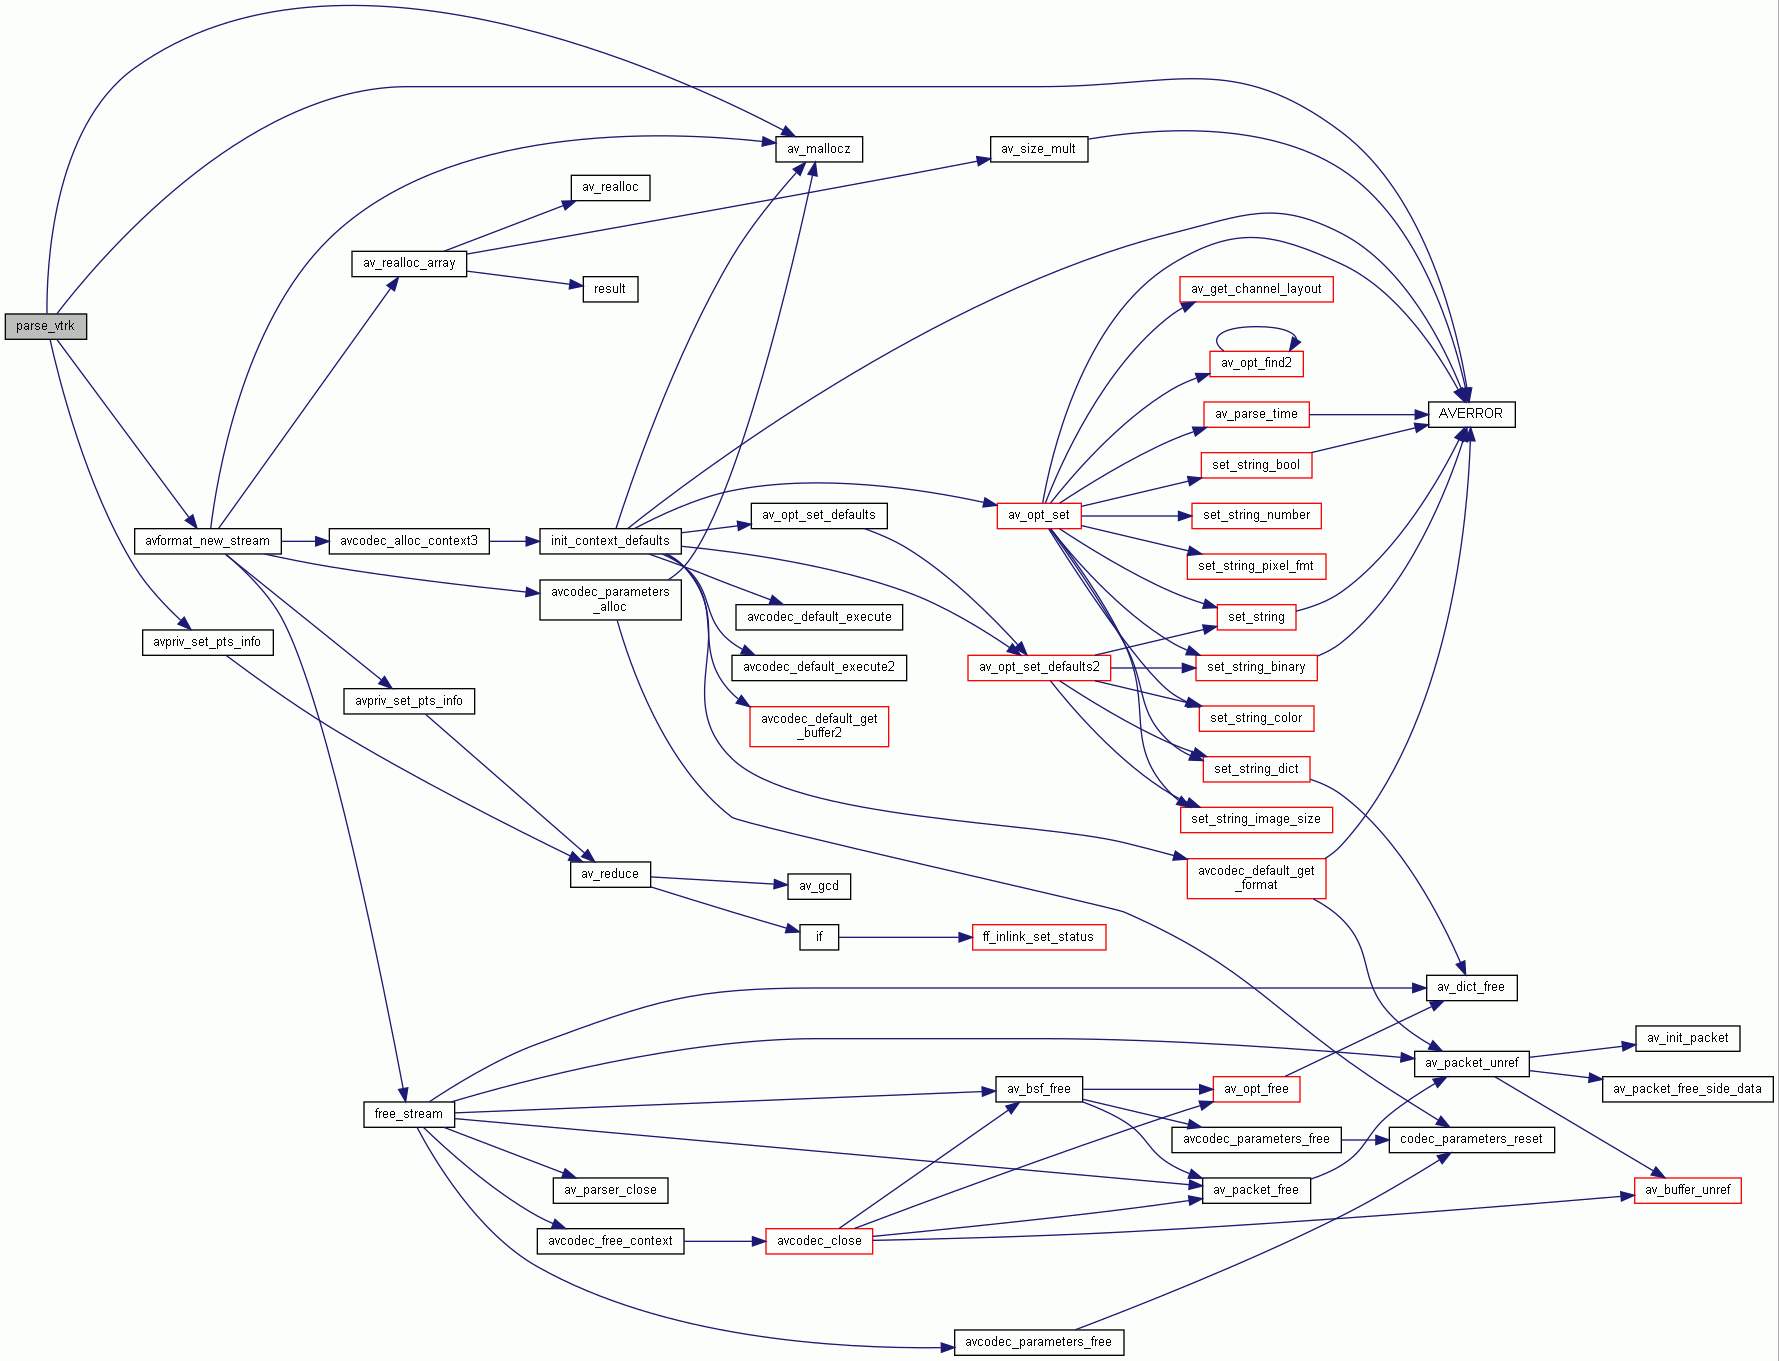 av_mallocz
av_size_mult
av_realloc
av_realloc_array
result
av_get_channel_layout
parse_vtrk
av_opt_find2
av_parse_time
AVERROR
set_string_bool
av_opt_set_defaults
av_opt_set
set_string_number
avformat_new_stream
avcodec_alloc_context3
init_context_defaults
set_string_pixel_fmt
avcodec_parameters
_alloc
avcodec_default_execute
set_string
avpriv_set_pts_info
avcodec_default_execute2
av_opt_set_defaults2
set_string_binary
avpriv_set_pts_info
avcodec_default_get
_buffer2
set_string_color
set_string_dict
set_string_image_size
av_reduce
av_gcd
avcodec_default_get
_format
if
ff_inlink_set_status
av_dict_free
av_init_packet
av_packet_unref
av_bsf_free
av_opt_free
av_packet_free_side_data
free_stream
avcodec_parameters_free
codec_parameters_reset
av_parser_close
av_packet_free
av_buffer_unref
avcodec_free_context
avcodec_close
avcodec_parameters_free